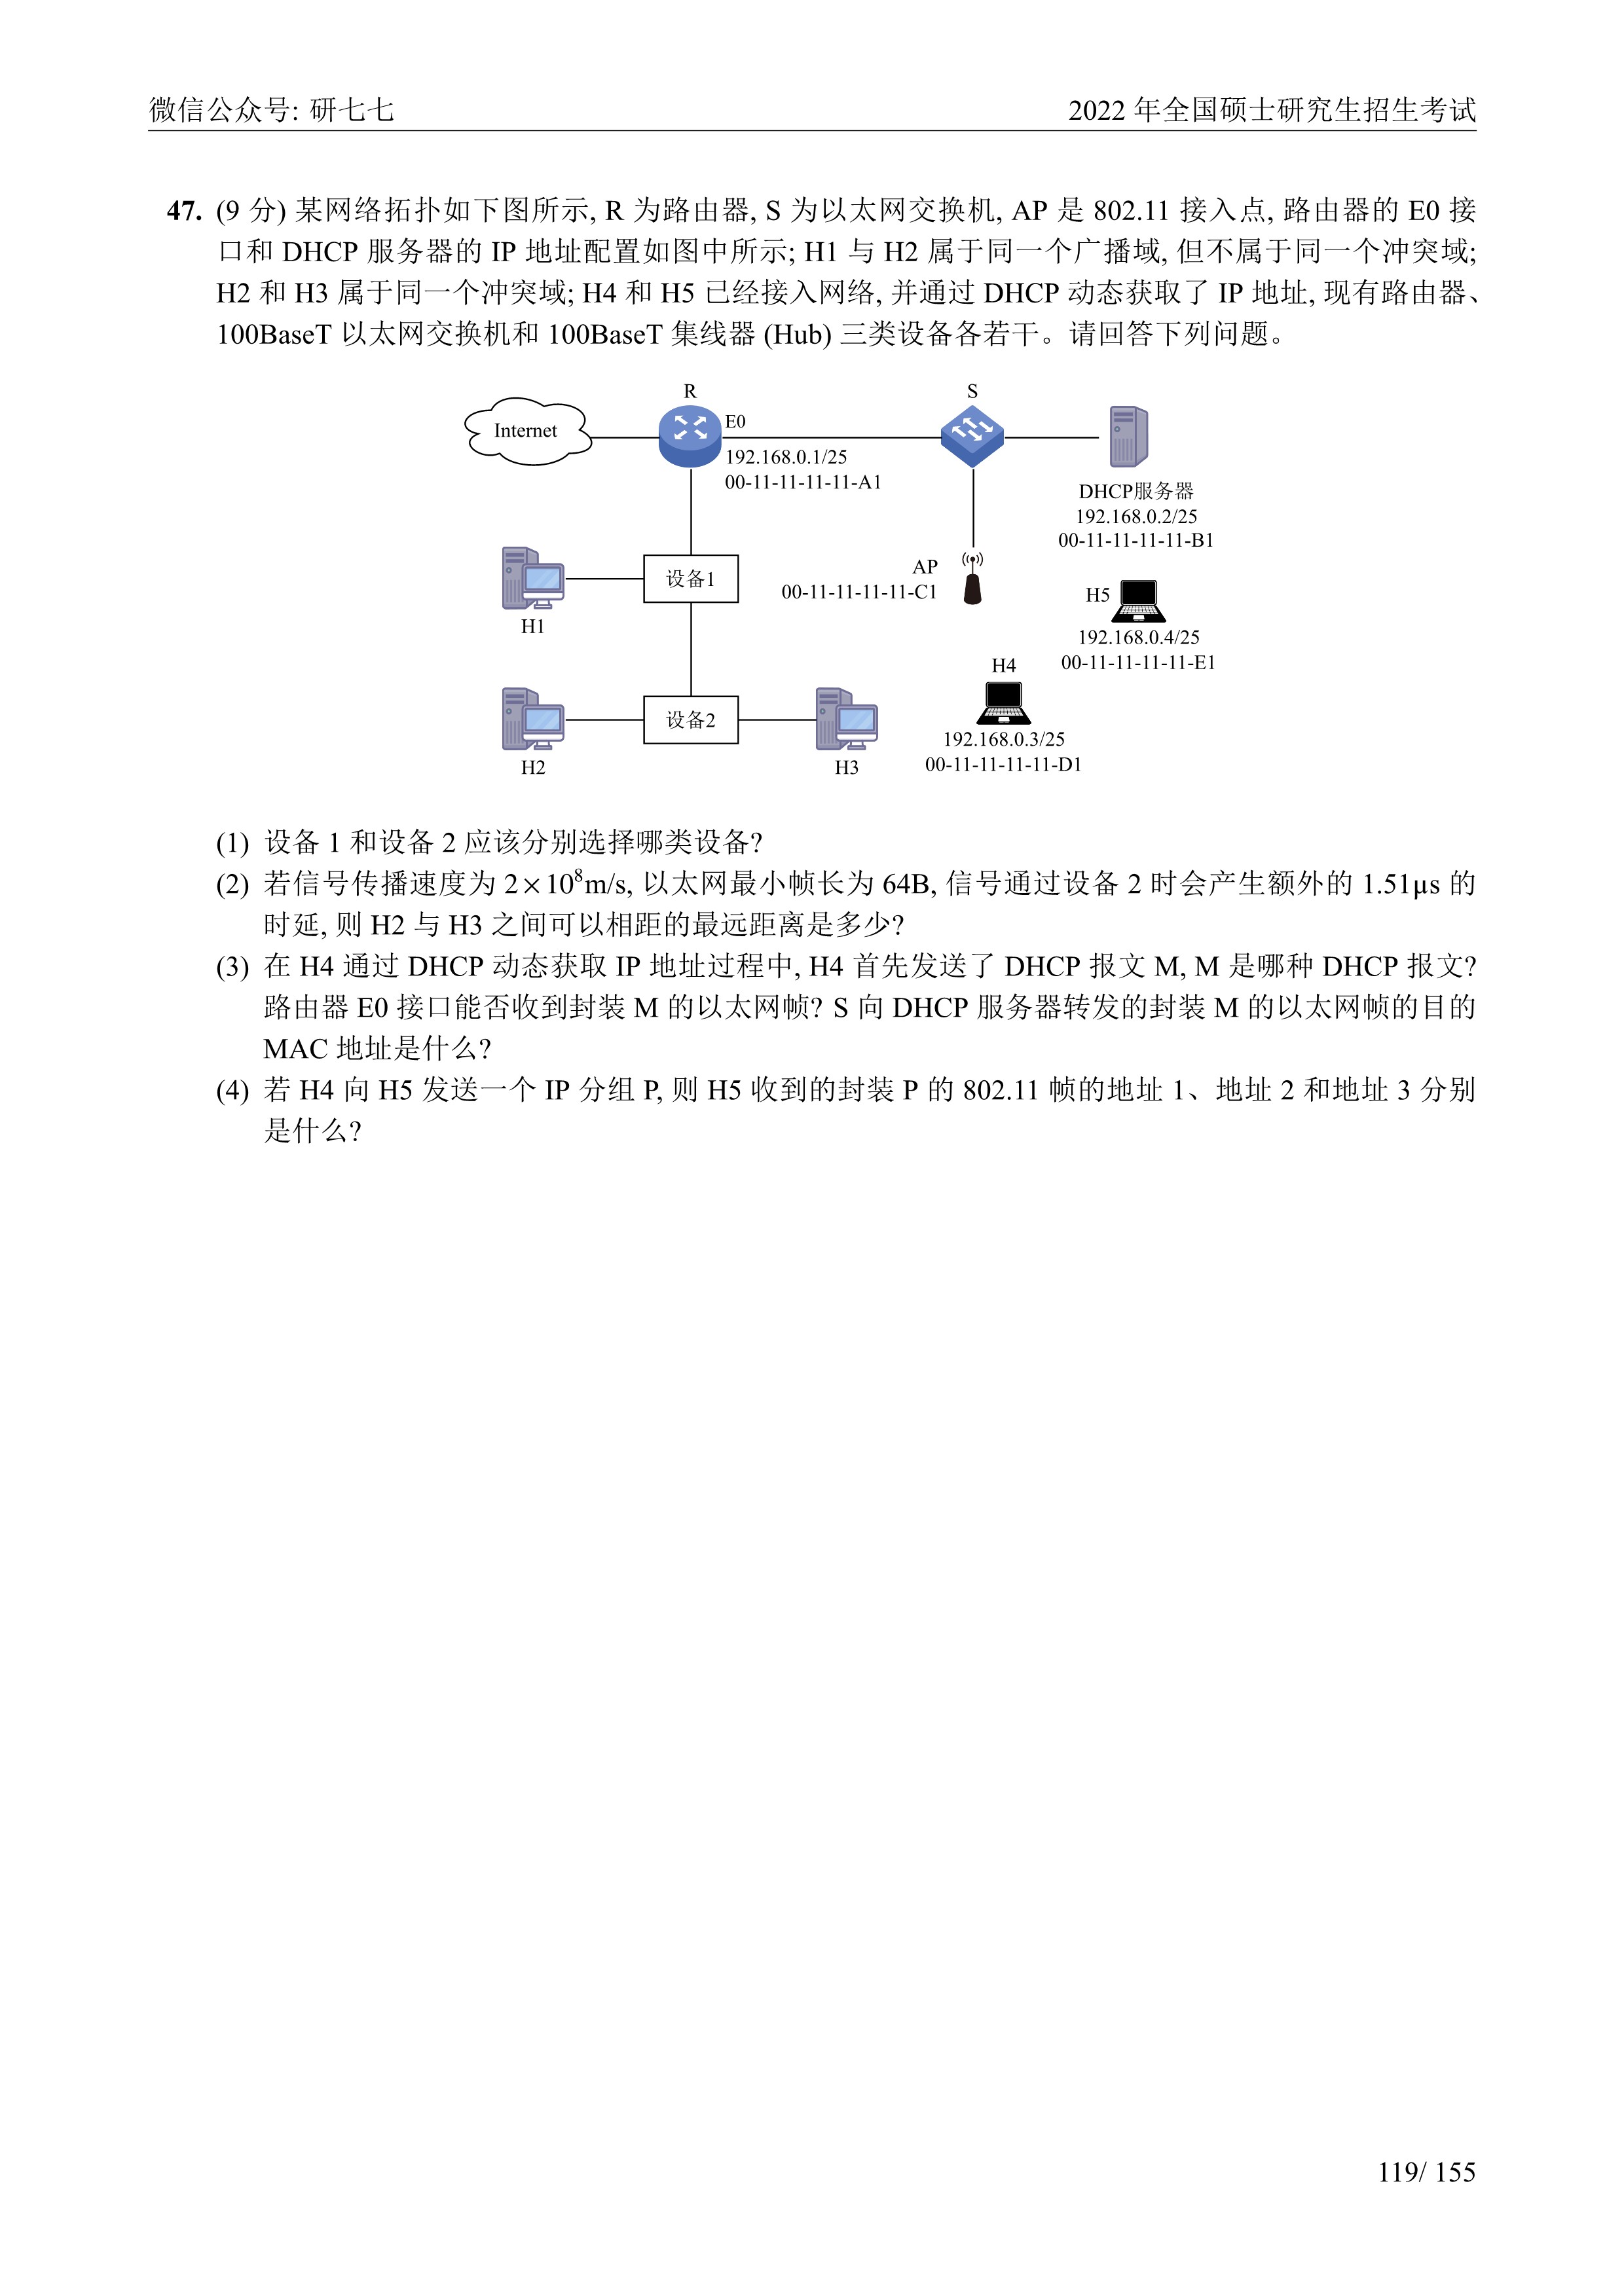 微信公众号: 研七七
2022 年全国硕士研究生招生考试
47. (9 分) 某网络拓扑如下图所示, R 为路由器, S 为以太网交换机, AP 是 802.11 接入点, 路由器的 E0 接
口和 DHCP 服务器的 IP 地址配置如图中所示; H1 与 H2 属于同一个广播域, 但不属于同一个冲突域;
H2 和 H3 属于同一个冲突域; H4 和 H5 已经接入网络, 并通过 DHCP 动态获取了 IP 地址, 现有路由器、
100BaseT 以太网交换机和 100BaseT 集线器 (Hub) 三类设备各若干。请回答下列问题。
R
S
Internet
E0
192.168.0.1/25
00-11-11-11-11-A1
DHCP服务器
192.168.0.2/25
00-11-11-11-11-B1
AP
00-11-11-11-11-C1
设备1
H1
H5
192.168.0.4/25
00-11-11-11-11-E1
H4
设备2
192.168.0.3/25
00-11-11-11-11-D1
H2
H3
(1) 设备 1 和设备 2 应该分别选择哪类设备?
(2) 若信号传播速度为 2×10⁸m/s, 以太网最小帧长为 64B, 信号通过设备 2 时会产生额外的 1.51μs 的
时延, 则 H2 与 H3 之间可以相距的最远距离是多少?
(3) 在 H4 通过 DHCP 动态获取 IP 地址过程中, H4 首先发送了 DHCP 报文 M, M 是哪种 DHCP 报文?
路由器 E0 接口能否收到封装 M 的以太网帧? S 向 DHCP 服务器转发的封装 M 的以太网帧的目的
MAC 地址是什么?
(4) 若 H4 向 H5 发送一个 IP 分组 P, 则 H5 收到的封装 P 的 802.11 帧的地址 1、地址 2 和地址 3 分别
是什么?
119/ 155